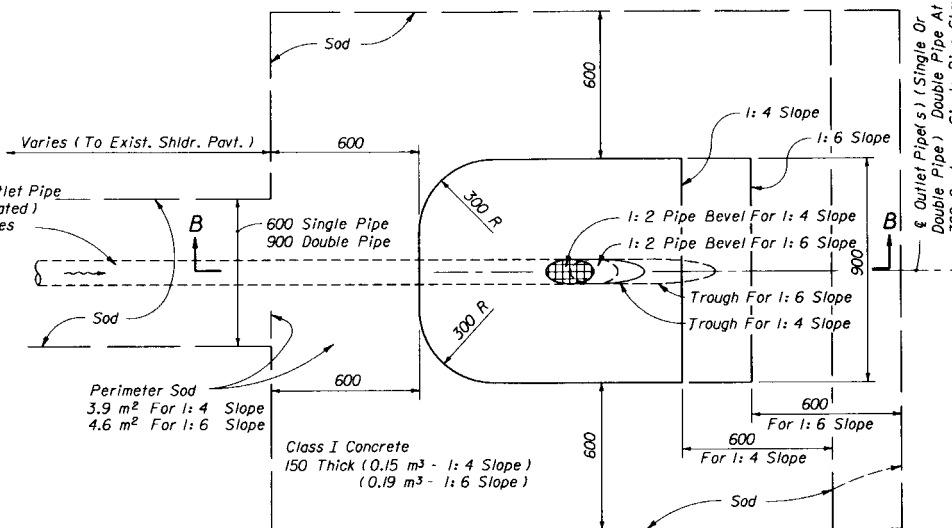 Sod
Varies ( To Exist. Shldr. Pavt. )
600
600
1: 4 Slope
1: 6 Slope
tlet Pipe
ated )
es
B
600 Single Pipe
900 Double Pipe
300 R
1: 2 Pipe Bevel For 1: 4 Slope
1: 2 Pipe Bevel For 1: 6 Slope
B
900
Trough For 1: 6 Slope
Trough For 1: 4 Slope
Sod
300 R
Perimeter Sod
3.9 m² For 1: 4 Slope
4.6 m² For 1: 6 Slope
600
600
For 1: 6 Slope
600
For 1: 4 Slope
600
Class I Concrete
150 Thick ( 0.15 m³ - 1: 4 Slope )
( 0.19 m³ - 1: 6 Slope )
Sod
℄ Outlet Pipe( s ) ( Single Or
Double Pipe ) Double Pipe At